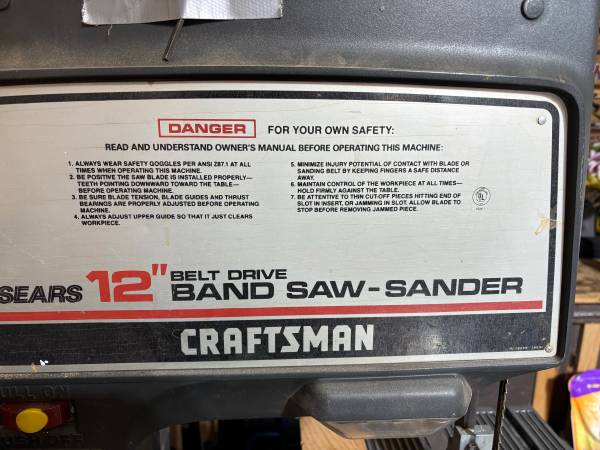 DANGER FOR YOUR OWN SAFETY:
READ AND UNDERSTAND OWNER'S MANUAL BEFORE OPERATING THIS MACHINE:
1. ALWAYS WEAR SAFETY GOGGLES PER ANSI Z87.1 AT ALL
TIMES WHEN OPERATING THIS MACHINE.
2. BE POSITIVE THE SAW BLADE IS INSTALLED PROPERLY—
TEETH POINTING DOWNWARD TOWARD THE TABLE—
BEFORE OPERATING MACHINE.
3. BE SURE BLADE TENSION, BLADE GUIDES AND THRUST
BEARINGS ARE PROPERLY ADJUSTED BEFORE OPERATING
MACHINE.
4. ALWAYS ADJUST UPPER GUIDE SO THAT IT JUST CLEARS
WORKPIECE.
5. MINIMIZE INJURY POTENTIAL OF CONTACT WITH BLADE OR
SANDING BELT BY KEEPING FINGERS A SAFE DISTANCE
AWAY.
6. MAINTAIN CONTROL OF THE WORKPIECE AT ALL TIMES—
HOLD FIRMLY AGAINST THE TABLE.
7. BE ATTENTIVE TO THIN CUT-OFF PIECES HITTING END OF
SLOT IN INSERT, OR JAMMING IN SLOT. ALLOW BLADE TO
STOP BEFORE REMOVING JAMMED PIECE.
UL
SEARS 12" BELT DRIVE
BAND SAW-SANDER
CRAFTSMAN
ON
OFF